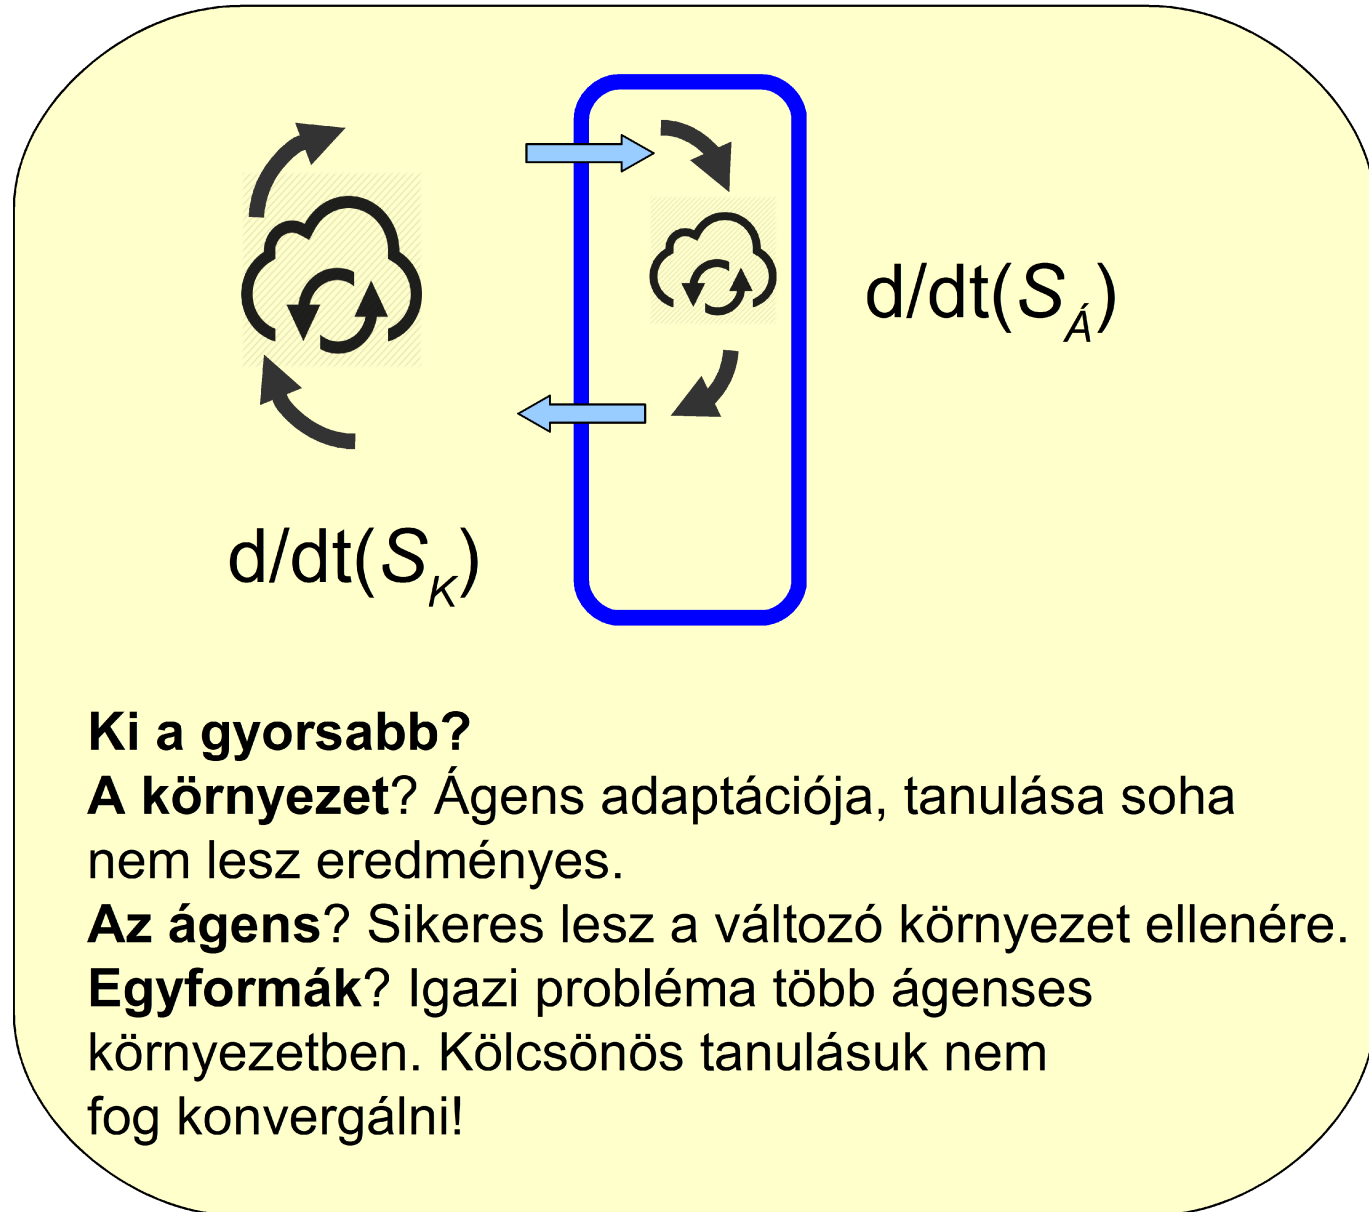 d/dt(S_Á)
d/dt(S_K)
Ki a gyorsabb?
A környezet? Ágens adaptációja, tanulása soha
nem lesz eredményes.
Az ágens? Sikeres lesz a változó környezet ellenére.
Egyformák? Igazi probléma több ágenses
környezetben. Kölcsönös tanulásuk nem
fog konvergálni!